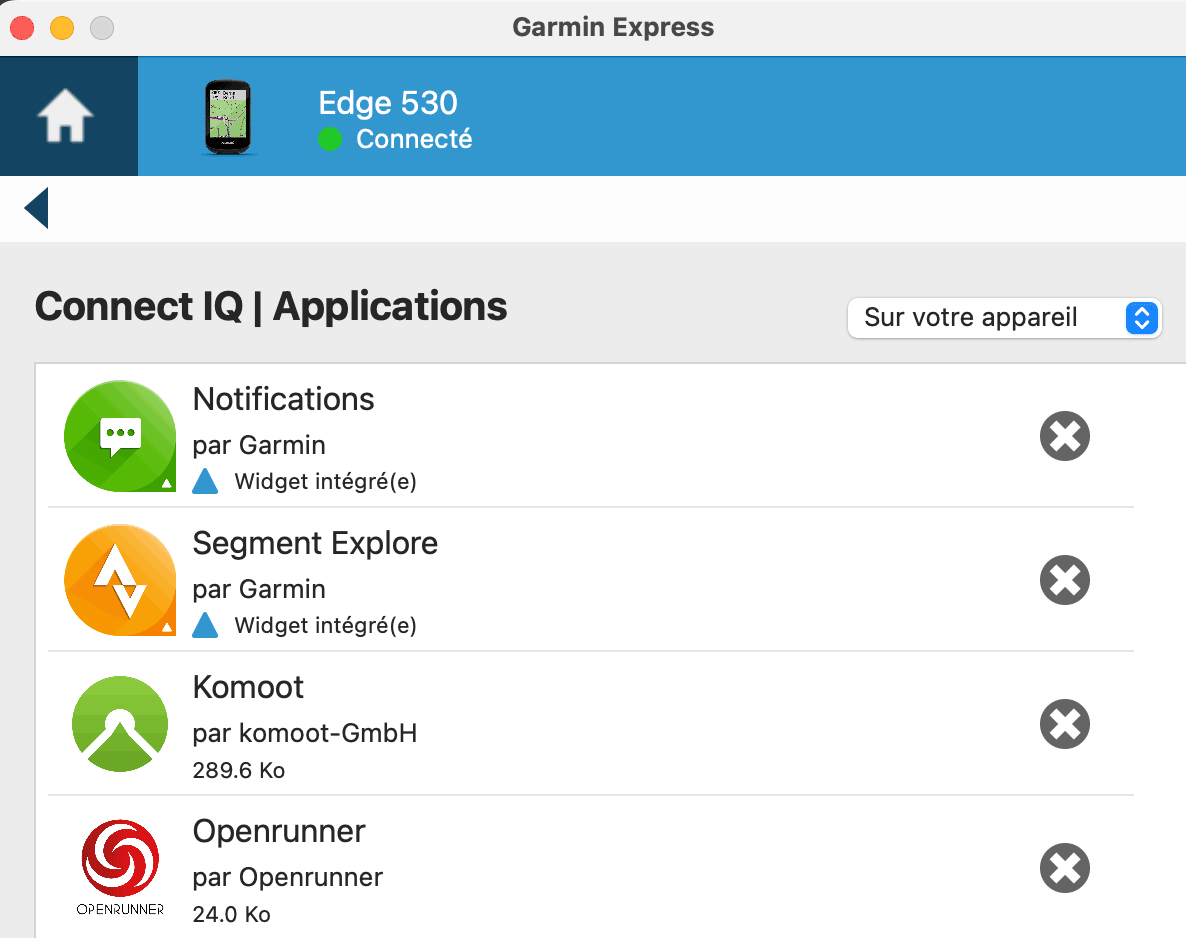 Garmin Express
Edge 530
Connecté
Connect IQ | Applications
Sur votre appareil
Notifications
par Garmin
Widget intégré(e)
Segment Explore
par Garmin
Widget intégré(e)
Komoot
par komoot-GmbH
289.6 Ko
Openrunner
par Openrunner
24.0 Ko
OPENRUNNER